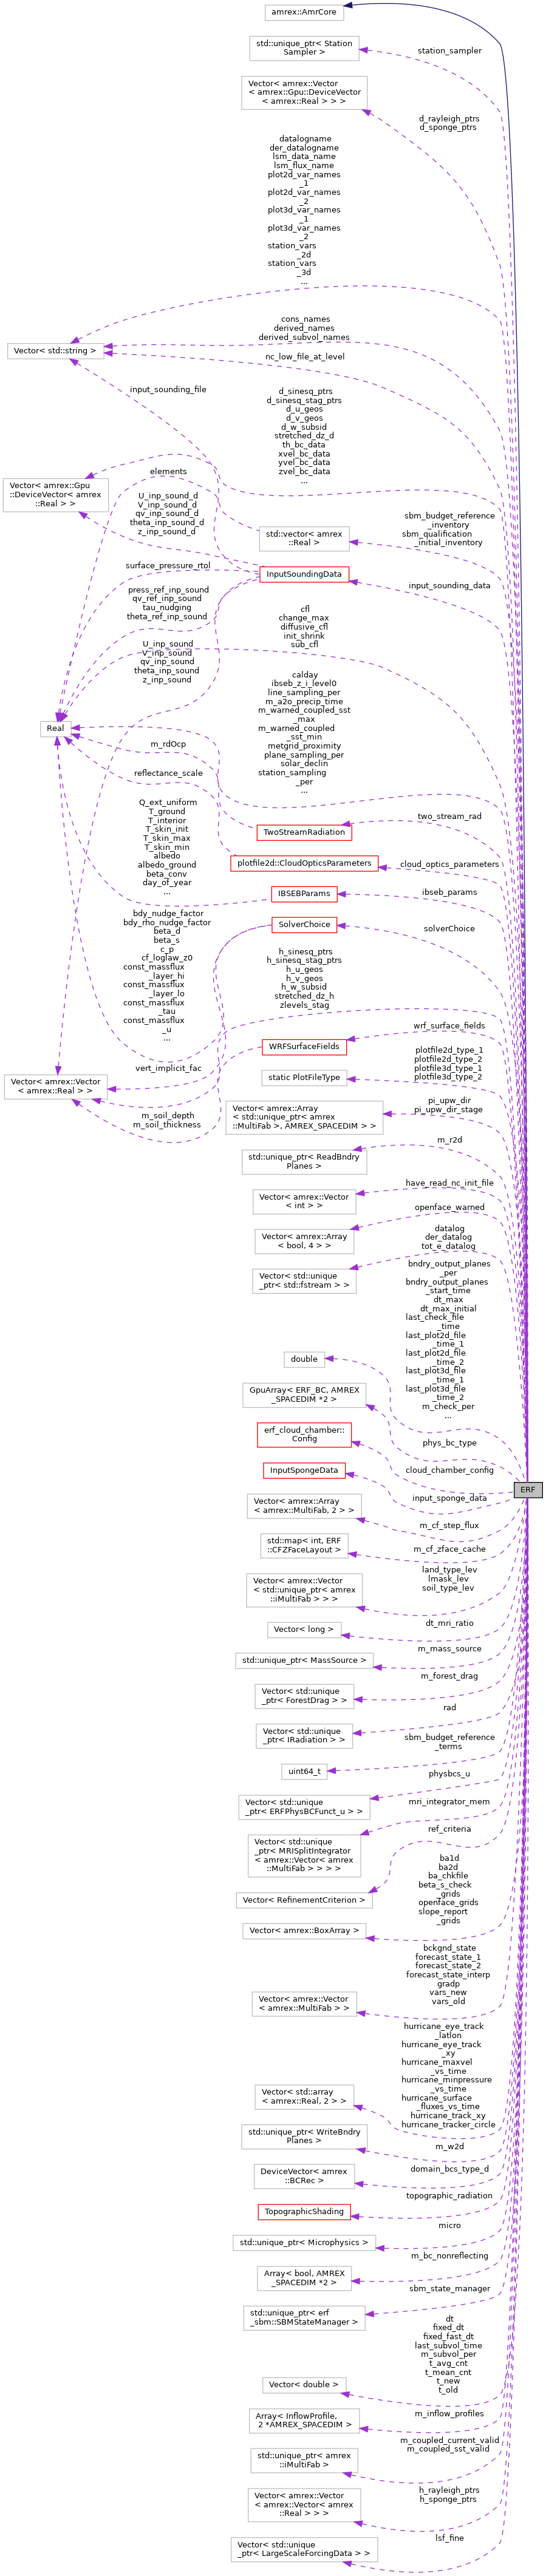 amrex::AmrCore
std::unique_ptr< Station
Sampler >
station_sampler
Vector< amrex::Vector
< amrex::Gpu::DeviceVector
< amrex::Real > > >
d_rayleigh_ptrs
d_sponge_ptrs
datalogname
der_datalogname
lsm_data_name
lsm_flux_name
plot2d_var_names
_1
plot2d_var_names
_2
plot3d_var_names
_1
plot3d_var_names
_2
station_vars
_2d
station_vars
_3d
...
cons_names
derived_names
derived_subvol_names
Vector< std::string >
nc_low_file_at_level
input_sounding_file
d_sinesq_ptrs
d_sinesq_stag_ptrs
d_u_geos
d_v_geos
d_w_subsid
stretched_dz_d
th_bc_data
xvel_bc_data
yvel_bc_data
zvel_bc_data
...
elements
Vector< amrex::Gpu
::DeviceVector< amrex
::Real > >
U_inp_sound_d
V_inp_sound_d
qv_inp_sound_d
theta_inp_sound_d
z_inp_sound_d
std::vector< amrex
::Real >
sbm_budget_reference
_inventory
sbm_qualification
_initial_inventory
surface_pressure_rtol
InputSoundingData
input_sounding_data
press_ref_inp_sound
qv_ref_inp_sound
tau_nudging
theta_ref_inp_sound
cfl
change_max
diffusive_cfl
init_shrink
sub_cfl
U_inp_sound
V_inp_sound
qv_inp_sound
theta_inp_sound
z_inp_sound
calday
ibseb_z_i_level0
line_sampling_per
m_a2o_precip_time
m_warned_coupled_sst
_max
m_warned_coupled
_sst_min
metgrid_proximity
plane_sampling_per
solar_declin
station_sampling
_per
...
Real
m_rdOcp
reflectance_scale
TwoStreamRadiation
two_stream_rad
plotfile2d::CloudOpticsParameters
cloud_optics_parameters
Q_ext_uniform
T_ground
T_interior
T_skin_init
T_skin_max
T_skin_min
albedo
albedo_ground
beta_conv
day_of_year
...
IBSEBParams
ibseb_params
SolverChoice
solverChoice
bdy_nudge_factor
bdy_rho_nudge_factor
beta_d
beta_s
c_p
cf_loglaw_z0
const_massflux
_layer_hi
const_massflux
_layer_lo
const_massflux
_tau
const_massflux
_u
...
h_sinesq_ptrs
h_sinesq_stag_ptrs
h_u_geos
h_v_geos
h_w_subsid
stretched_dz_h
zlevels_stag
WRFSurfaceFields
wrf_surface_fields
vert_implicit_fac
Vector< amrex::Vector
< amrex::Real > >
static PlotFileType
plotfile2d_type_1
plotfile2d_type_2
plotfile3d_type_1
plotfile3d_type_2
m_soil_depth
m_soil_thickness
Vector< amrex::Array
< std::unique_ptr< amrex
::MultiFab >, AMREX_SPACEDIM > >
pi_upw_dir
pi_upw_dir_stage
std::unique_ptr< ReadBndry
Planes >
m_r2d
Vector< amrex::Vector
< int > >
have_read_nc_init_file
Vector< amrex::Array
< bool, 4 > >
openface_warned
Vector< std::unique
_ptr< std::fstream > >
datalog
der_datalog
tot_e_datalog
bndry_output_planes
_per
bndry_output_planes
_start_time
dt_max
dt_max_initial
last_check_file
_time
last_plot2d_file
_time_1
last_plot2d_file
_time_2
last_plot3d_file
_time_1
last_plot3d_file
_time_2
m_check_per
...
double
GpuArray< ERF_BC, AMREX
_SPACEDIM *2 >
phys_bc_type
erf_cloud_chamber::
Config
cloud_chamber_config
InputSpongeData
input_sponge_data
ERF
Vector< amrex::Array
< amrex::MultiFab, 2 > >
m_cf_step_flux
std::map< int, ERF
::CFZFaceLayout >
m_cf_zface_cache
Vector< amrex::Vector
< std::unique_ptr< amrex
::iMultiFab > > >
land_type_lev
lmask_lev
soil_type_lev
Vector< long >
dt_mri_ratio
std::unique_ptr< MassSource >
m_mass_source
Vector< std::unique
_ptr< ForestDrag > >
m_forest_drag
Vector< std::unique
_ptr< IRadiation > >
rad
uint64_t
sbm_budget_reference
_terms
Vector< std::unique
_ptr< ERFPhysBCFunct_u > >
physbcs_u
Vector< std::unique
_ptr< MRISplitIntegrator
< amrex::Vector< amrex
::MultiFab > > > >
mri_integrator_mem
Vector< RefinementCriterion >
ref_criteria
Vector< amrex::BoxArray >
ba1d
ba2d
ba_chkfile
beta_s_check
_grids
openface_grids
slope_report
_grids
Vector< amrex::Vector
< amrex::MultiFab > >
bckgnd_state
forecast_state_1
forecast_state_2
forecast_state_interp
gradp
vars_new
vars_old
Vector< std::array
< amrex::Real, 2 > >
hurricane_eye_track
_latlon
hurricane_eye_track
_xy
hurricane_maxvel
_vs_time
hurricane_minpressure
_vs_time
hurricane_surface
_fluxes_vs_time
hurricane_track_xy
hurricane_tracker_circle
std::unique_ptr< WriteBndry
Planes >
m_w2d
DeviceVector< amrex
::BCRec >
domain_bcs_type_d
TopographicShading
topographic_radiation
std::unique_ptr< Microphysics >
micro
Array< bool, AMREX
_SPACEDIM *2 >
m_bc_nonreflecting
std::unique_ptr< erf
_sbm::SBMStateManager >
sbm_state_manager
Vector< double >
dt
fixed_dt
fixed_fast_dt
last_subvol_time
m_subvol_per
t_avg_cnt
t_mean_cnt
t_new
t_old
Array< InflowProfile,
2 *AMREX_SPACEDIM >
m_inflow_profiles
std::unique_ptr< amrex
::iMultiFab >
m_coupled_current_valid
m_coupled_sst_valid
Vector< amrex::Vector
< amrex::Vector< amrex
::Real > > >
h_rayleigh_ptrs
h_sponge_ptrs
Vector< std::unique
_ptr< LargeScaleForcingData > >
lsf_fine